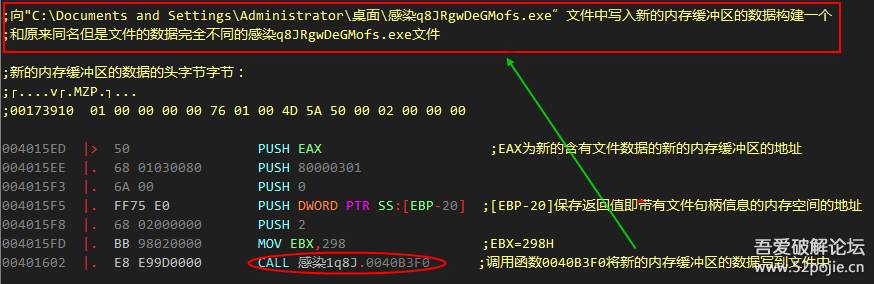 ;向"C:\Documents and Settings\Administrator\桌面\感染q8JRgwDeGMofs.exe" 文件中写入新的内存缓冲区的数据构建一个
;和原来同名但是文件的数据完全不同的感染q8JRgwDeGMofs.exe文件
;新的内存缓冲区的数据的头字节字节：
;┌....v┌.MZP.┐...
;00173910 01 00 00 00 00 76 01 00 4D 5A 50 00 02 00 00 00
004015ED |> 50 PUSH EAX ;EAX为新的含有文件数据的新的内存缓冲区的地址
004015EE |. 68 01030080 PUSH 80000301
004015F3 |. 6A 00 PUSH 0
004015F5 |. FF75 E0 PUSH DWORD PTR SS:[EBP-20] ;[EBP-20]保存返回值即带有文件句柄信息的内存空间的地址
004015F8 |. 68 02000000 PUSH 2
004015FD |. BB 98020000 MOV EBX,298 ;EBX=298H
00401602 |. E8 E99D0000 CALL 感染1q8J.0040B3F0 ;调用函数0040B3F0将新的内存缓冲区的数据写到文件中
吾爱破解论坛
www.52pojie.cn